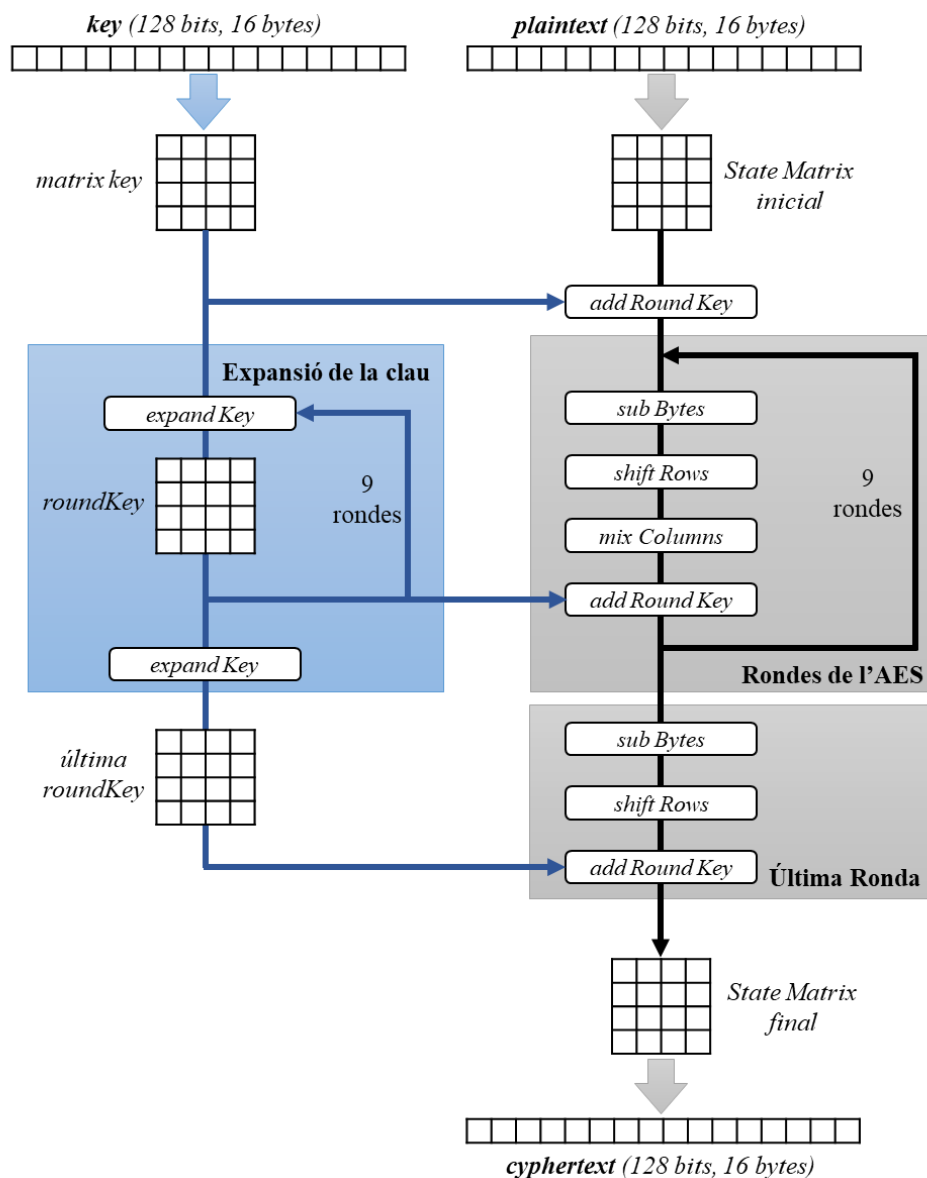 key (128 bits, 16 bytes)
plaintext (128 bits, 16 bytes)
matrix key
State Matrix
inicial
add Round Key
Expansió de la clau
expand Key
roundKey
9
rondes
expand Key
sub Bytes
shift Rows
mix Columns
add Round Key
9
rondes
Rondes de l’AES
última
roundKey
sub Bytes
shift Rows
add Round Key
Última Ronda
State Matrix
final
cyphertext (128 bits, 16 bytes)